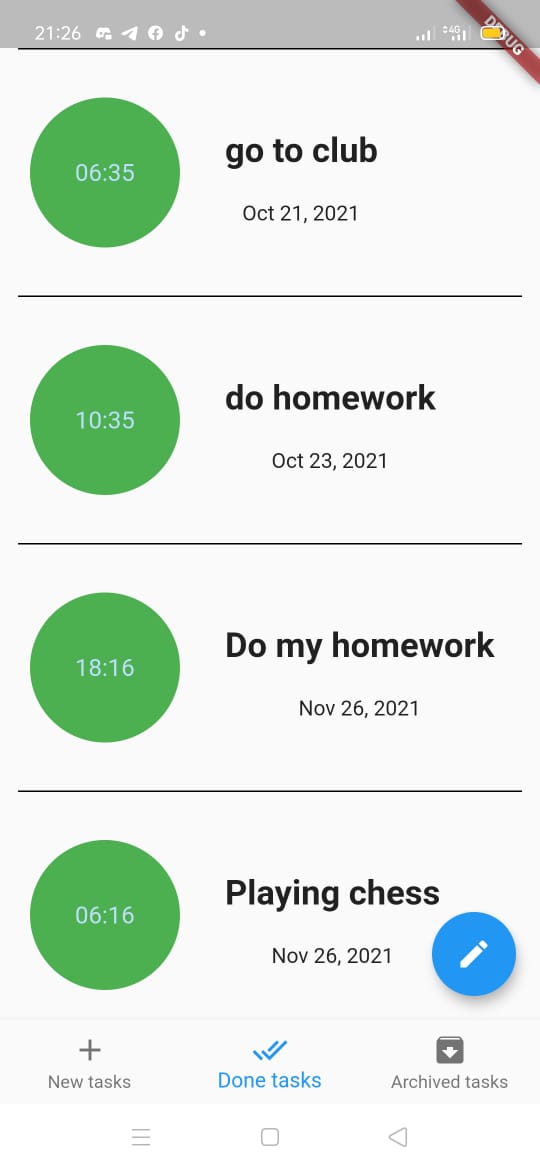 21:26
4G
DEBUG
06:35
go to club
Oct 21, 2021
10:35
do homework
Oct 23, 2021
18:16
Do my homework
Nov 26, 2021
06:16
Playing chess
Nov 26, 2021
New tasks
Done tasks
Archived tasks